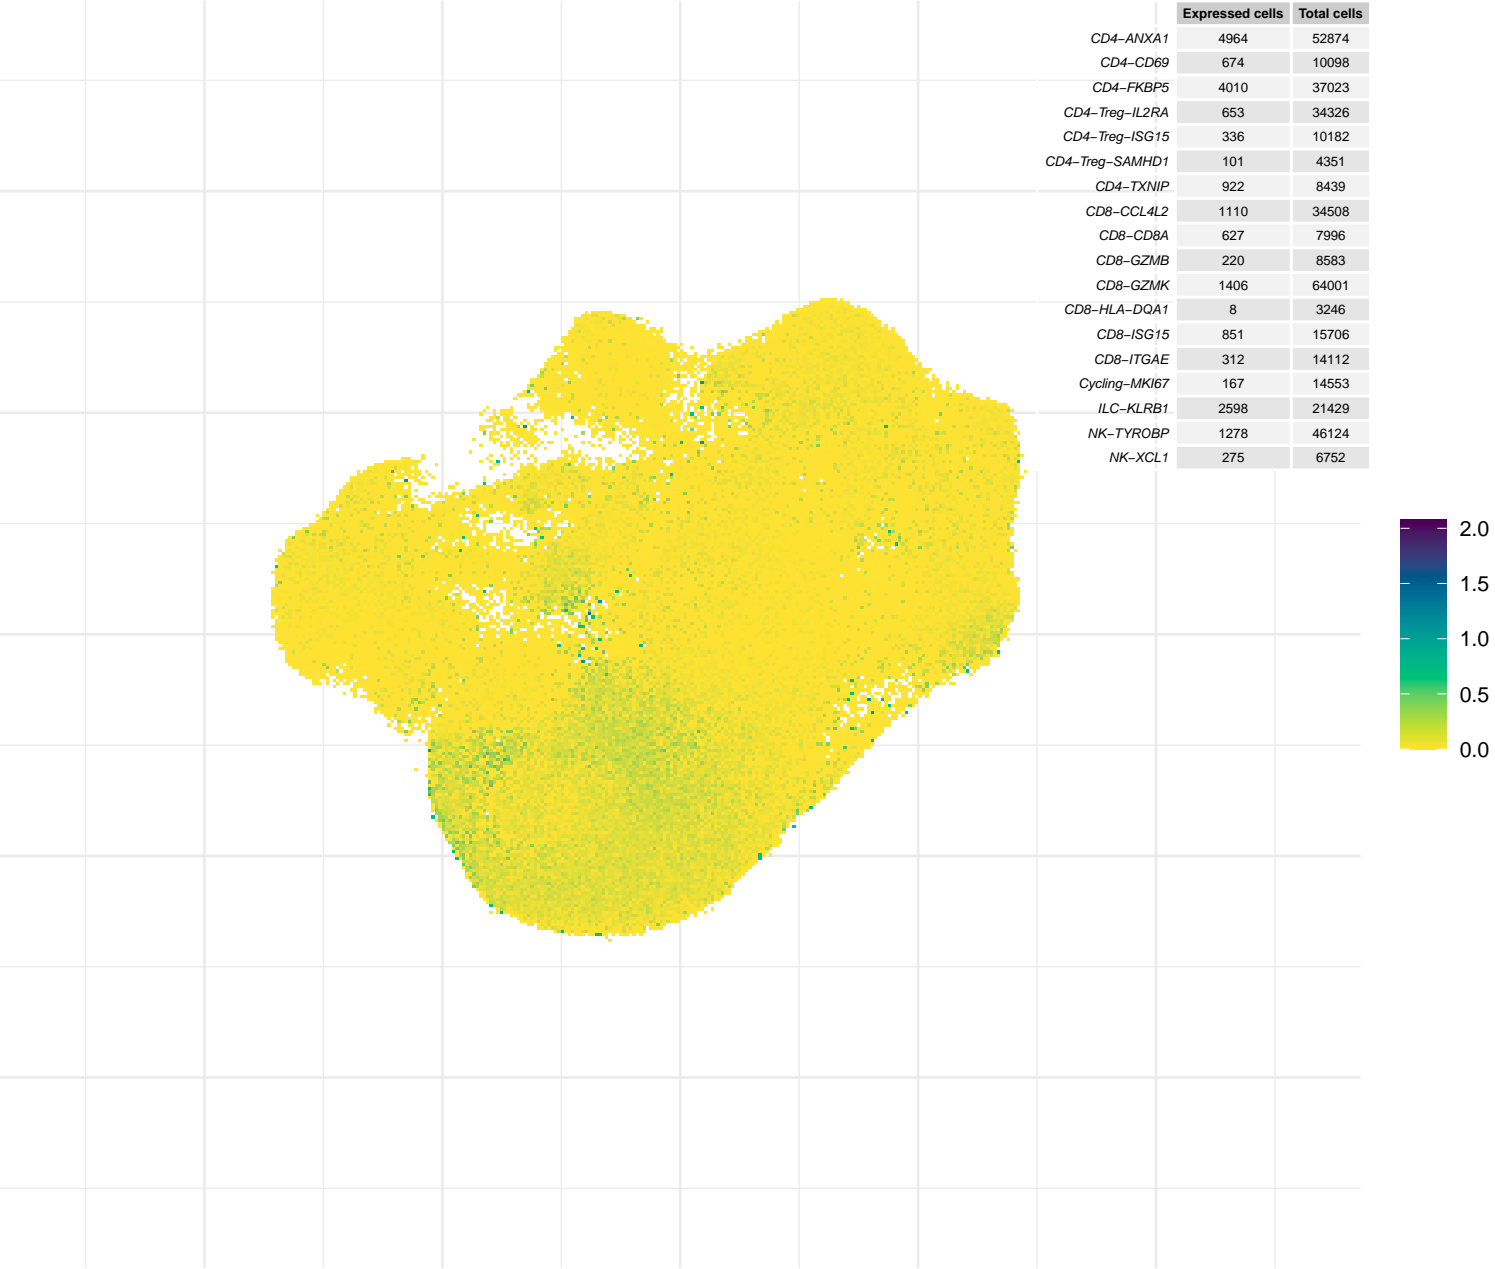 Expressed cells Total cells
CD4−ANXA1 4964 52874
CD4−CD69 674 10098
CD4−FKBP5 4010 37023
CD4−Treg−IL2RA 653 34326
CD4−Treg−ISG15 336 10182
CD4−Treg−SAMHD1 101 4351
CD4−TXNIP 922 8439
CD8−CCL4L2 1110 34508
CD8−CD8A 627 7996
CD8−GZMB 220 8583
CD8−GZMK 1406 64001
CD8−HLA−DQA1 8 3246
CD8−ISG15 851 15706
CD8−ITGAE 312 14112
Cycling−MKI67 167 14553
ILC−KLRB1 2598 21429
NK−TYROBP 1278 46124
NK−XCL1 275 6752
2.0
1.5
1.0
0.5
0.0